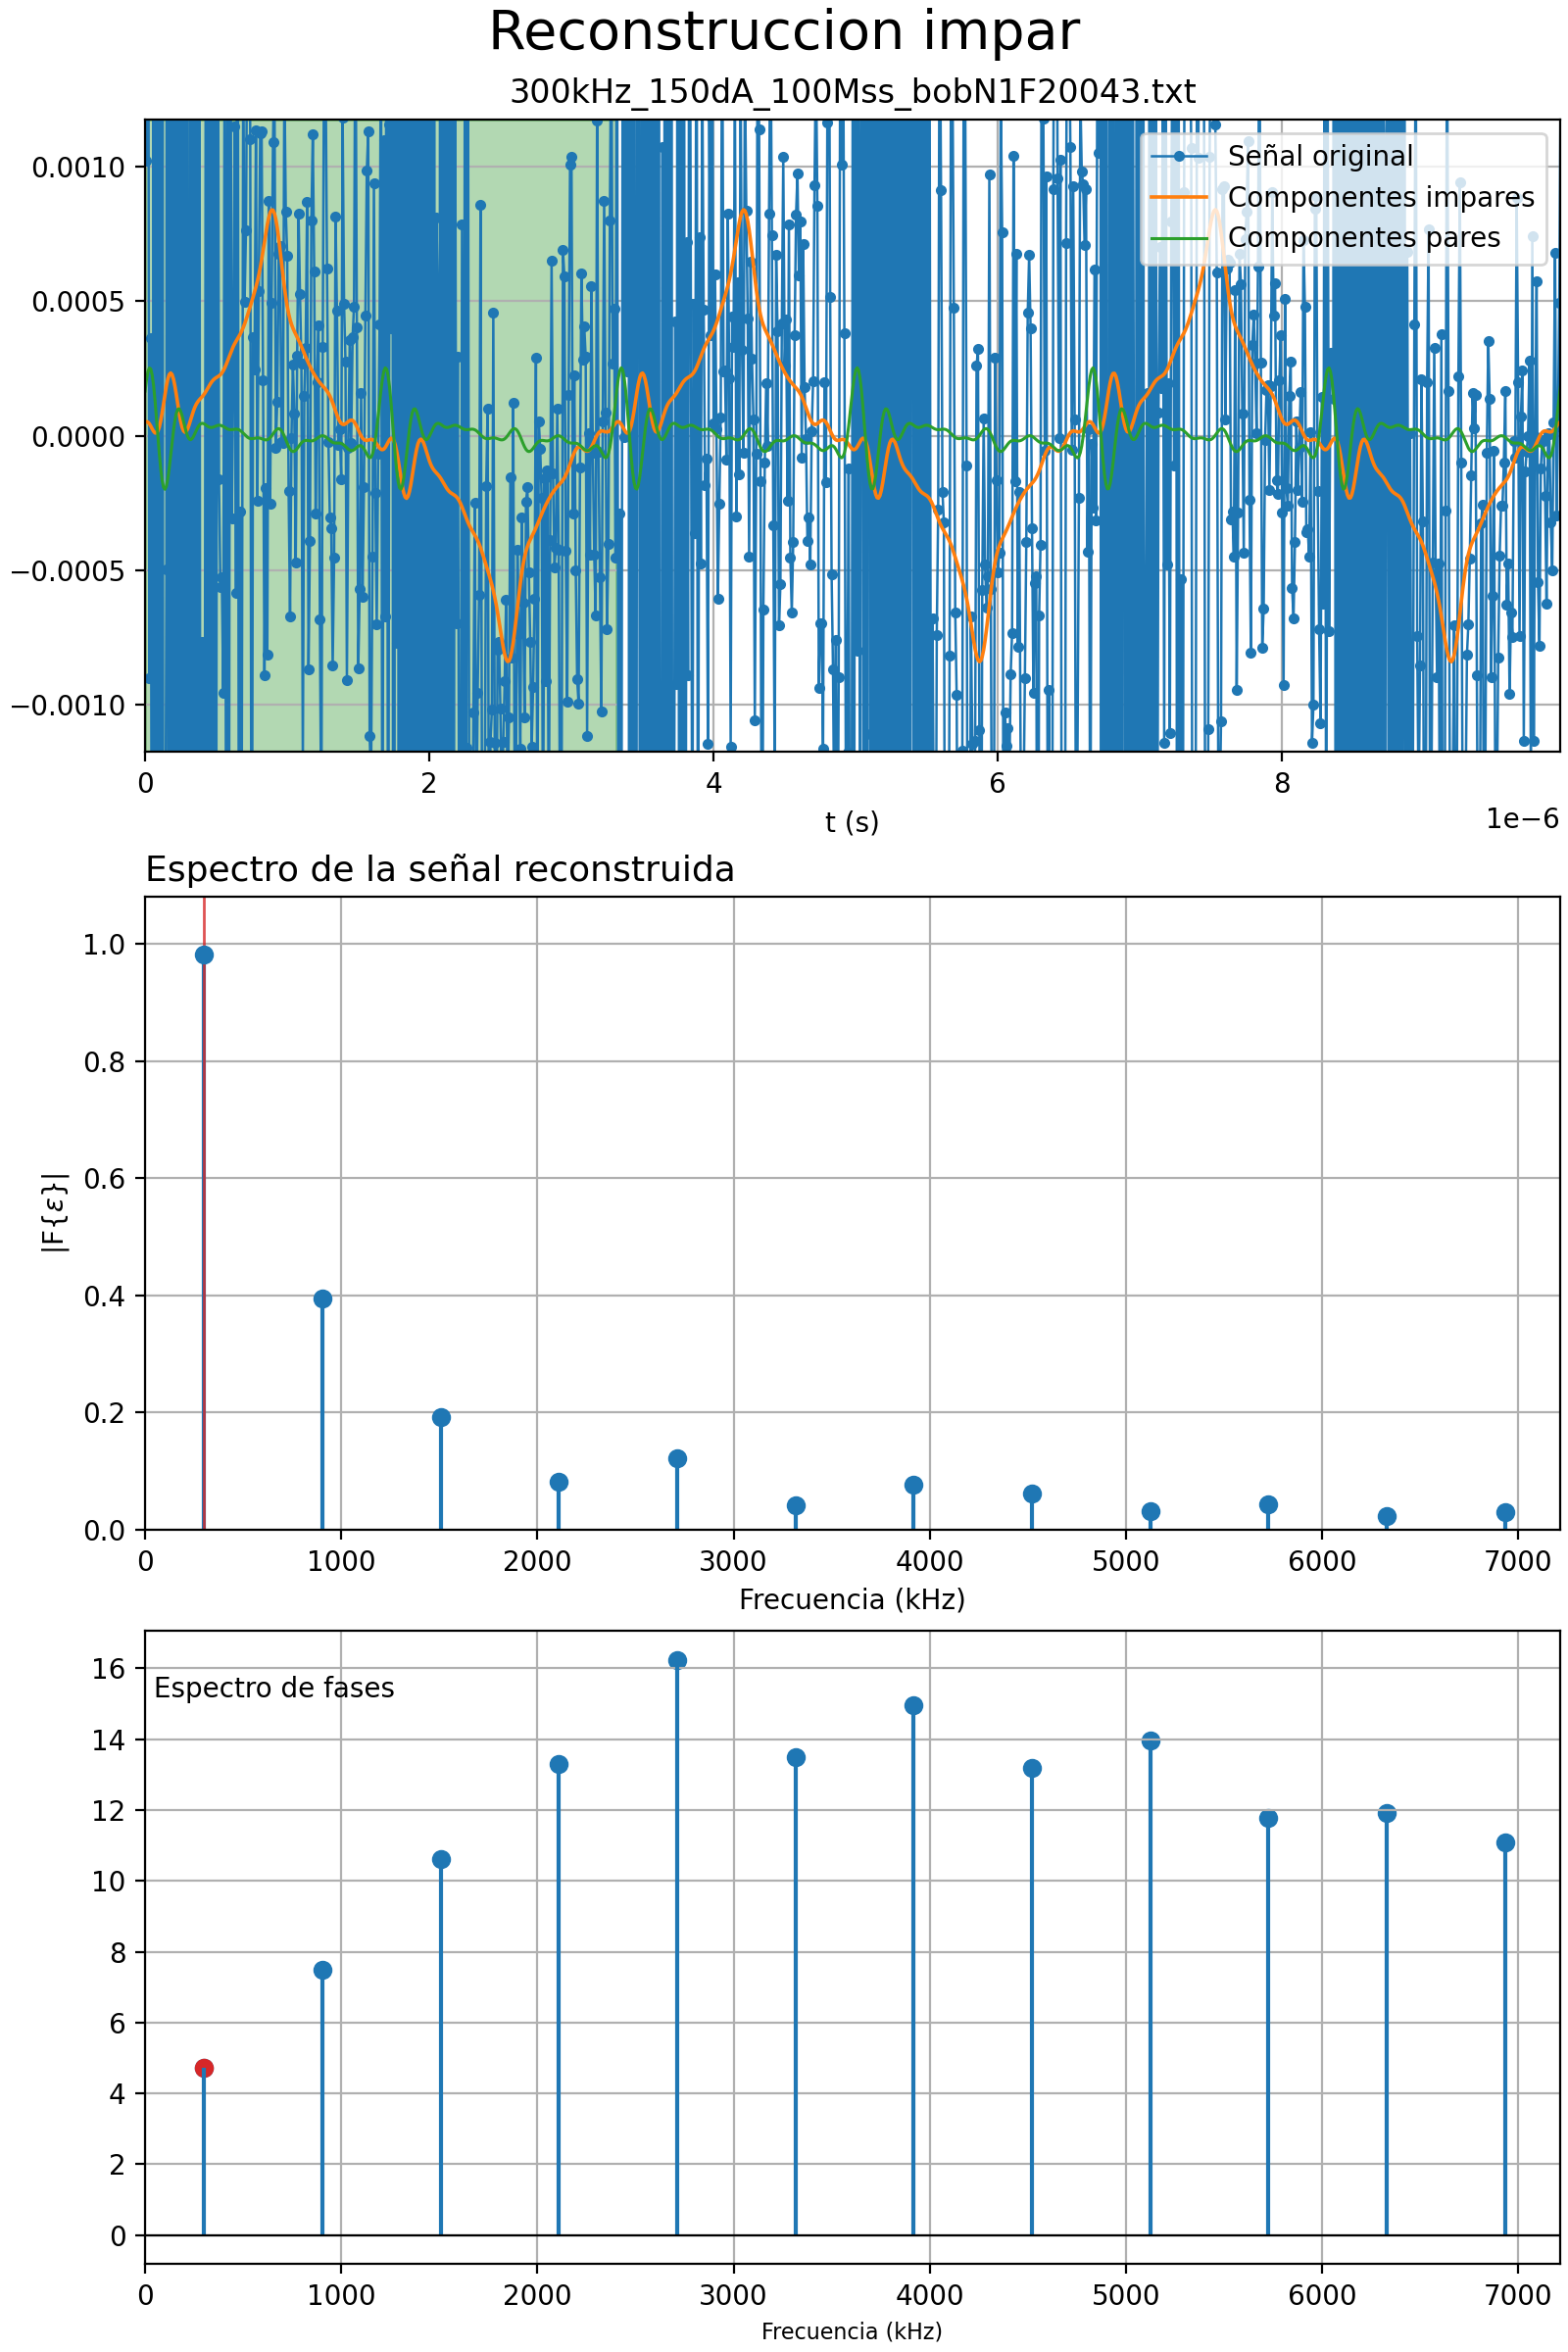 Reconstruccion impar
300kHz_150dA_100Mss_bobN1F20043.txt
Señal original
Componentes impares
Componentes pares
0.0010
0.0005
0.0000
−0.0005
−0.0010
0 2 4 6 8
t (s)
1e−6
Espectro de la señal reconstruida
1.0
0.8
0.6
0.4
0.2
0.0
|F{ε}|
0 1000 2000 3000 4000 5000 6000 7000
Frecuencia (kHz)
Espectro de fases
16
14
12
10
8
6
4
2
0
0 1000 2000 3000 4000 5000 6000 7000
Frecuencia (kHz)